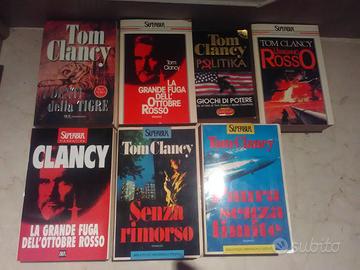 Tom
Clancy
della TIGRE
SUPERBUR
Tom
Clancy
LA
GRANDE FUGA
DELL'
OTTOBRE
ROSSO
Tom
Clancy
POLITIKA
GIOCHI DI POTERE
SUPERBUR
TOM CLANCY
ROSSO
SUPERBUR
CLANCY
LA GRANDE FUGA
DELL'OTTOBRE ROSSO
SUPERBUR
Tom Clancy
Senza
rimorso
SUPERBUR
Tom Clancy
Paura
senza
limite
subito